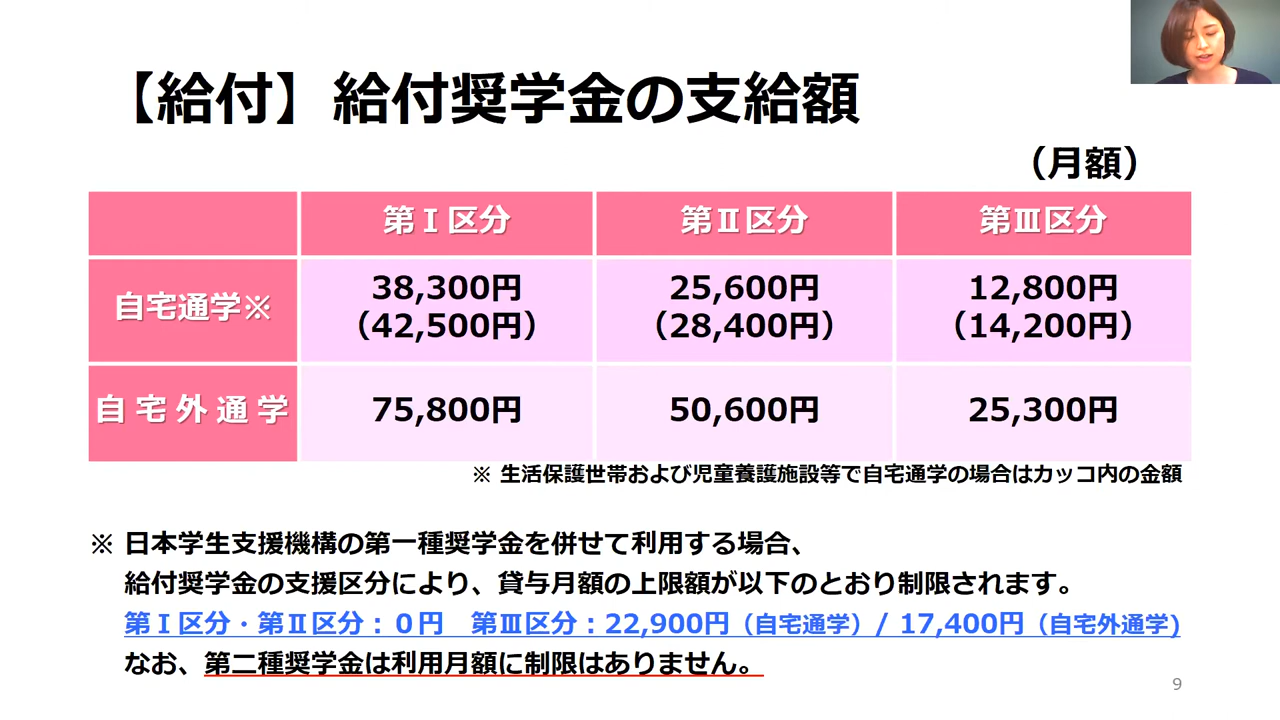 【給付】給付奨学金の支給額
（月額）
第Ⅰ区分 第Ⅱ区分 第Ⅲ区分
自宅通学※ 38,300円 25,600円 12,800円
（42,500円） （28,400円） （14,200円）
自宅外通学 75,800円 50,600円 25,300円
※ 生活保護世帯および児童養護施設等で自宅通学の場合はカッコ内の金額
※ 日本学生支援機構の第一種奨学金を併せて利用する場合、
給付奨学金の支援区分により、貸与月額の上限額が以下のとおり制限されます。
第Ⅰ区分・第Ⅱ区分：０円　第Ⅲ区分：22,900円（自宅通学）/ 17,400円（自宅外通学)
なお、第二種奨学金は利用月額に制限はありません。
9